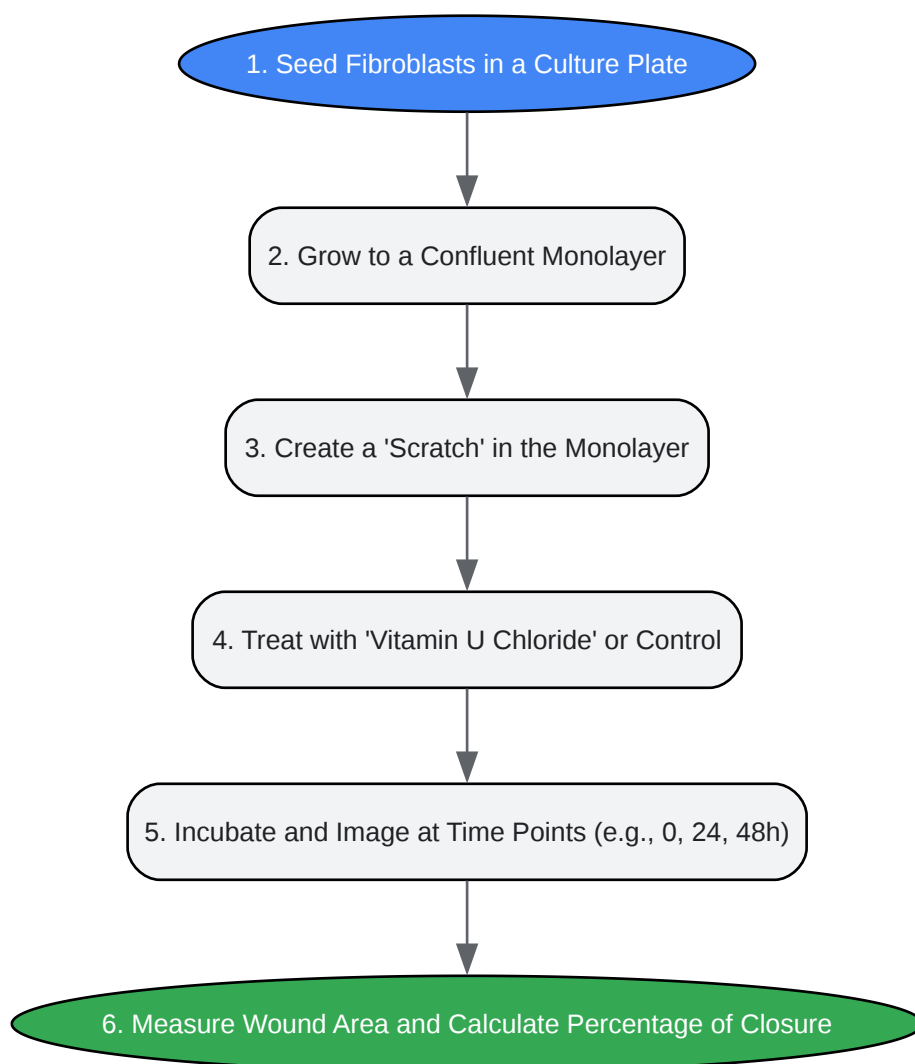 1. Seed Fibroblasts in a Culture Plate
2. Grow to a Confluent Monolayer
3. Create a 'Scratch' in the Monolayer
4. Treat with 'Vitamin U Chloride' or Control
5. Incubate and Image at Time Points (e.g., 0, 24, 48h)
6. Measure Wound Area and Calculate Percentage of Closure